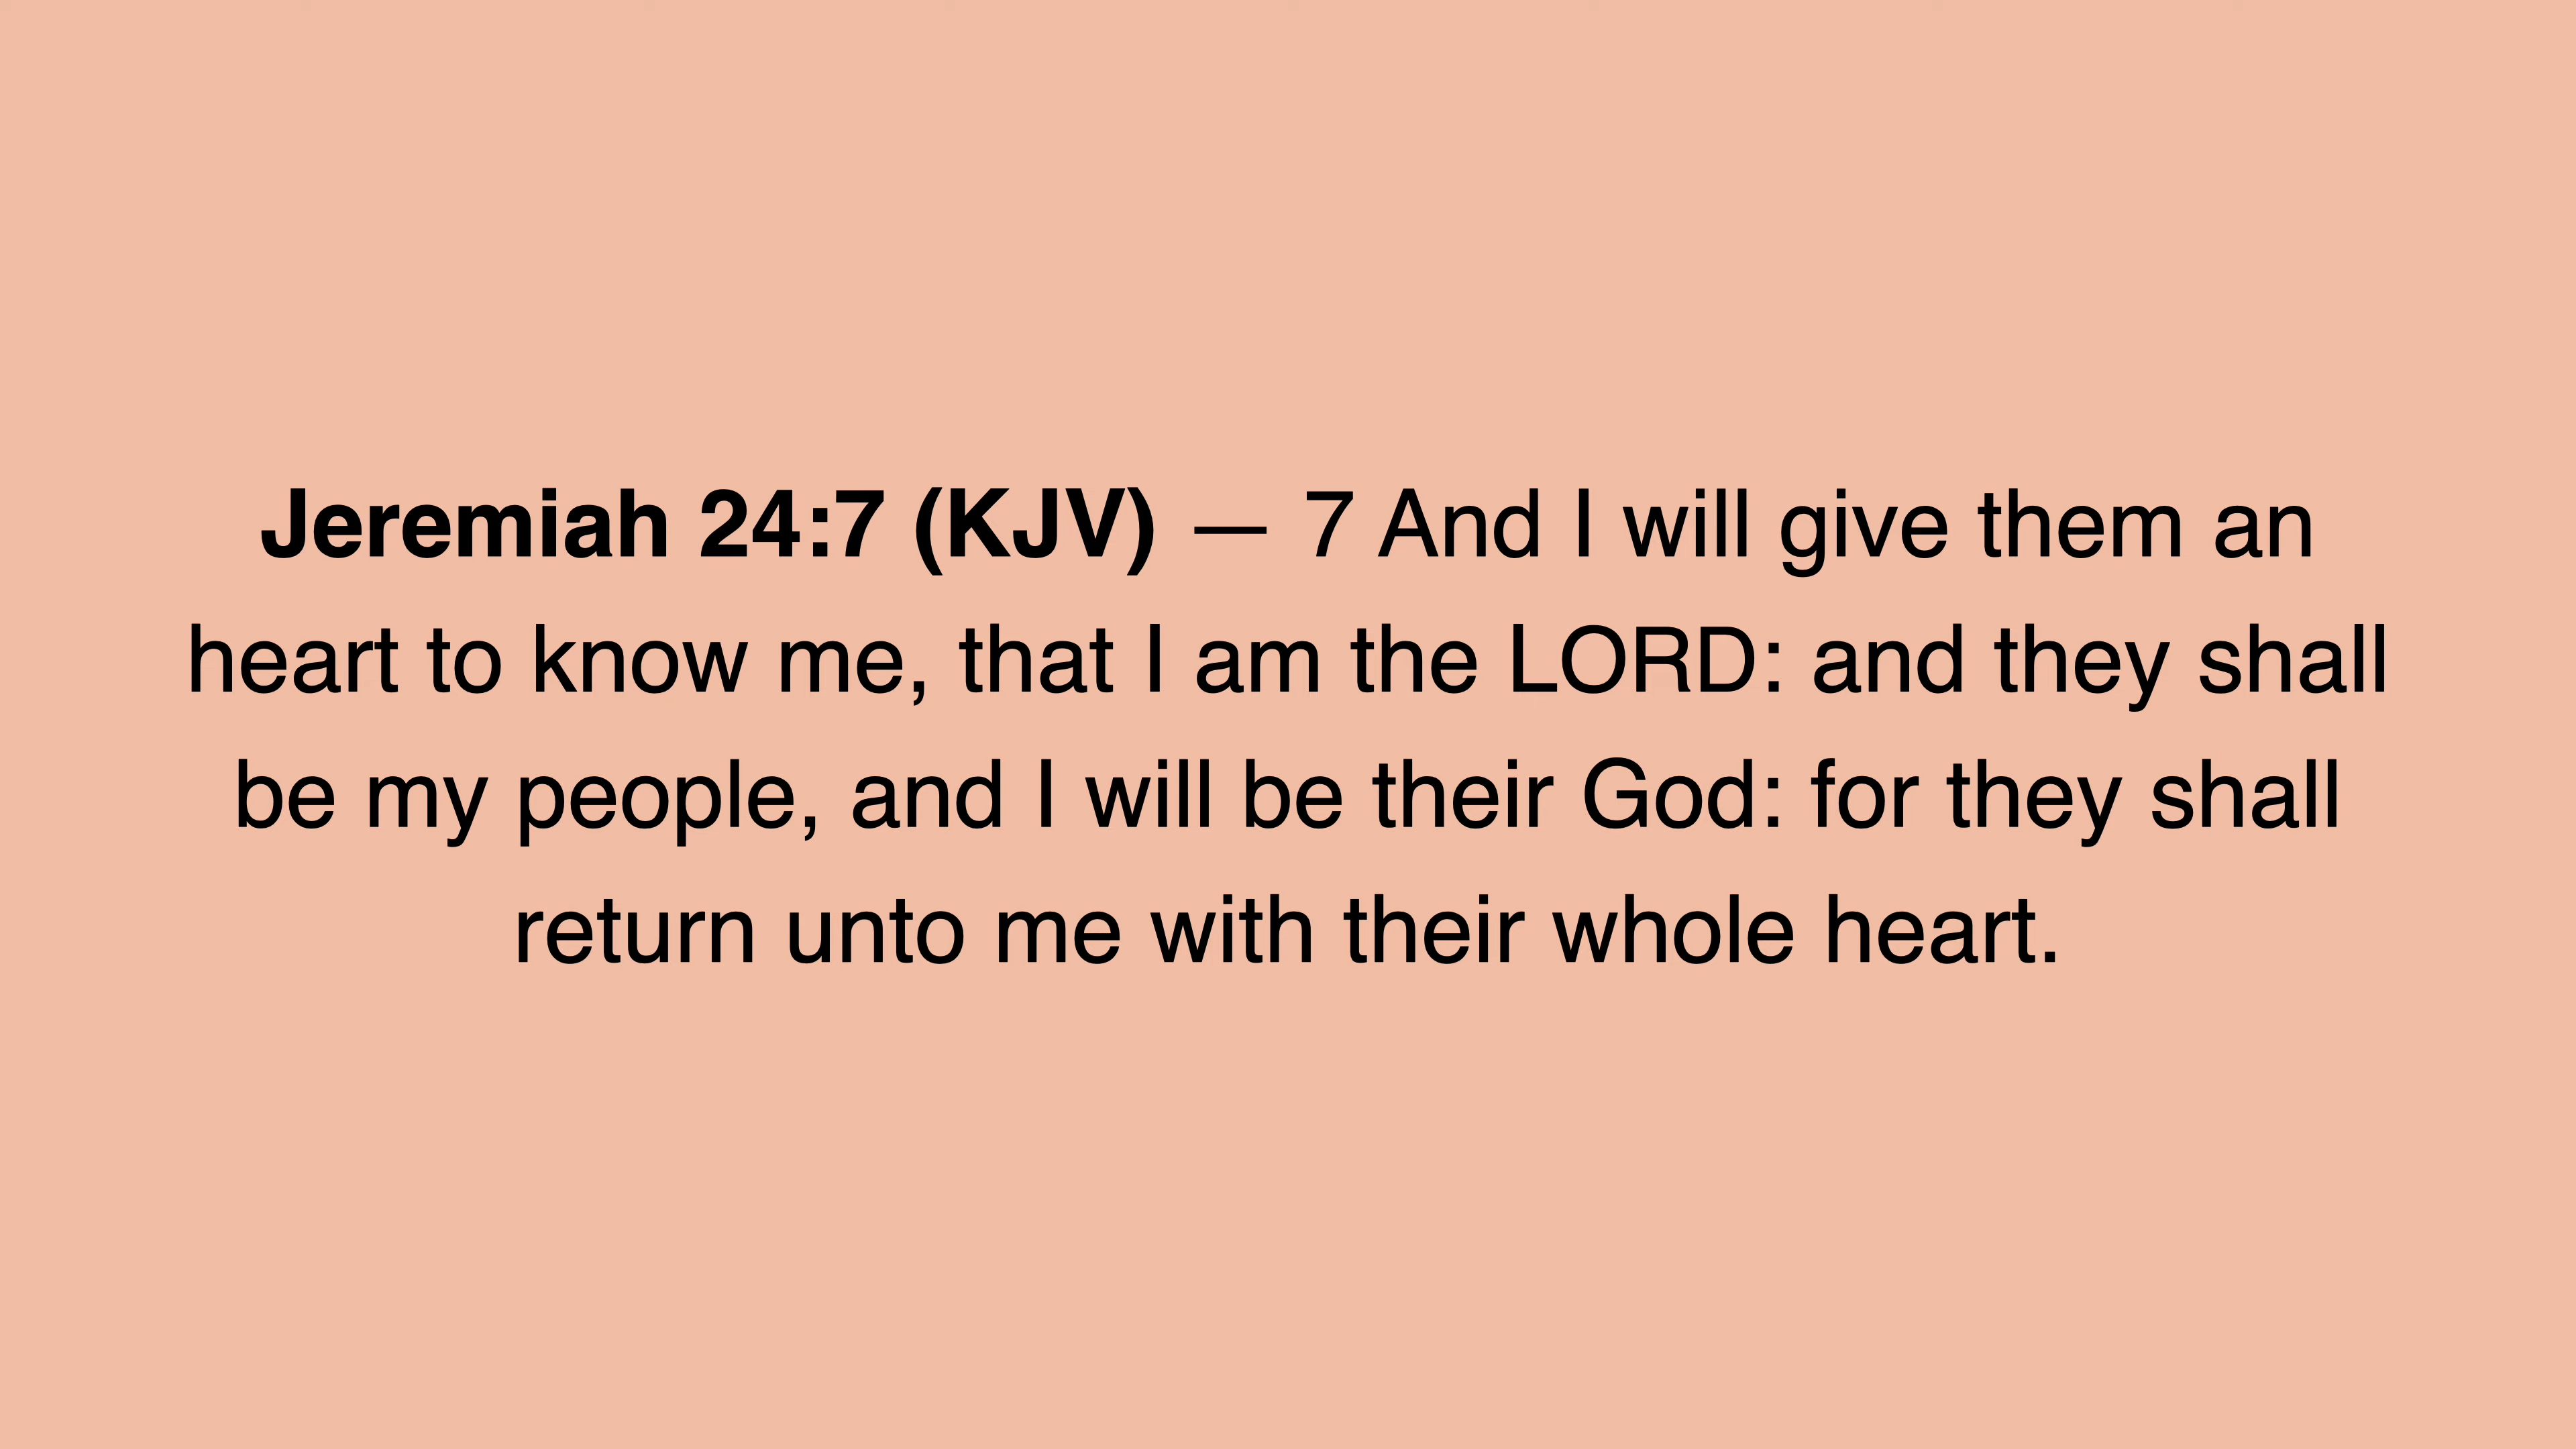 Jeremiah 24:7 (KJV) — 7 And I will give them an
heart to know me, that I am the LORD: and they shall
be my people, and I will be their God: for they shall
return unto me with their whole heart.